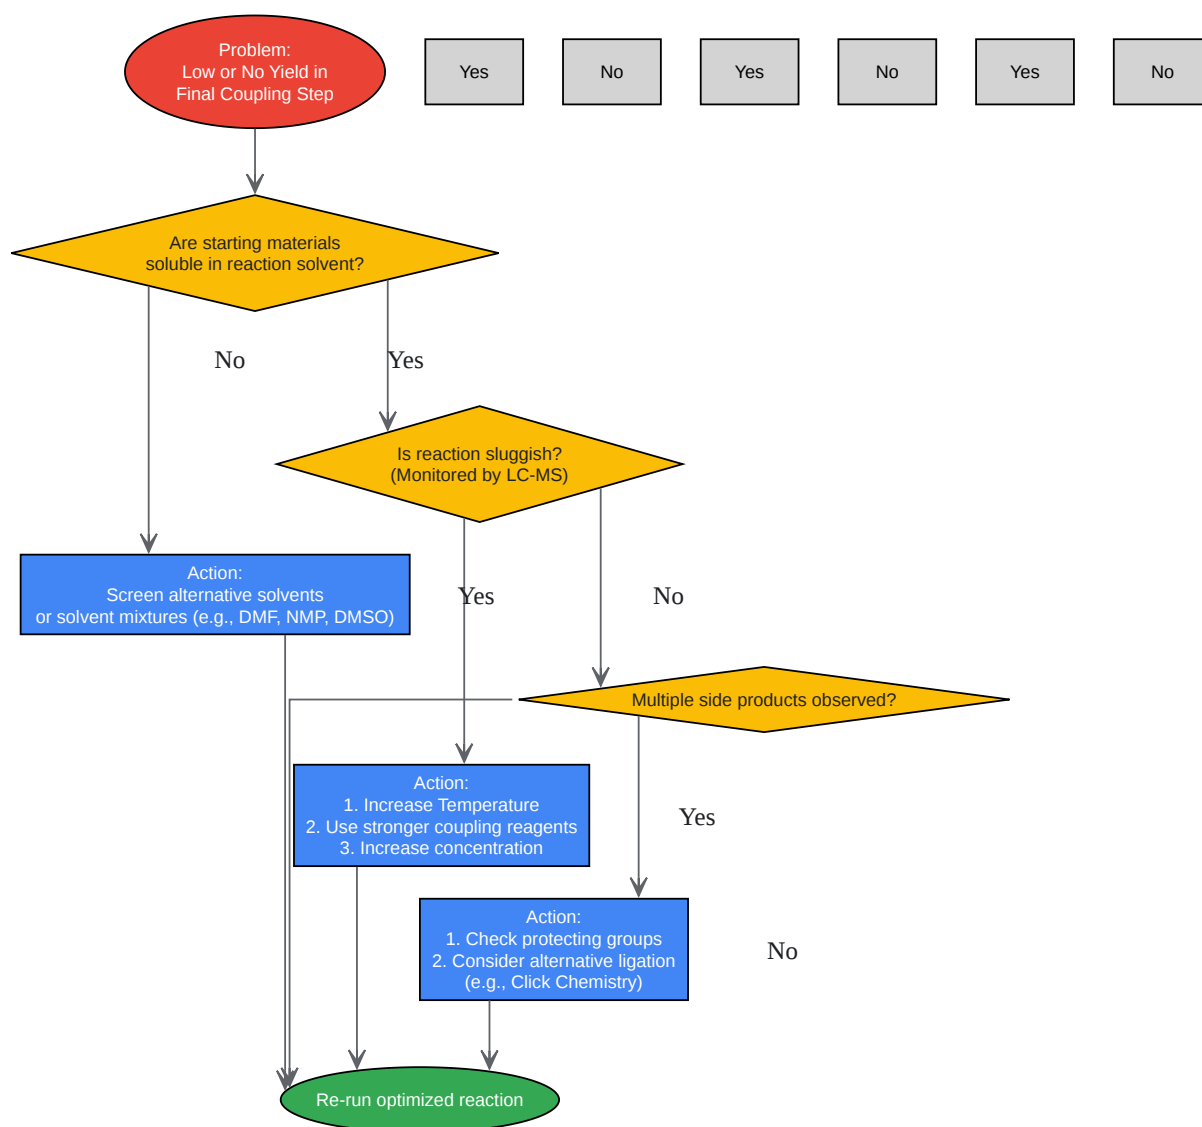 Problem:
Low or No Yield in
Final Coupling Step
Yes
No
Yes
No
Yes
No
Are starting materials
soluble in reaction solvent?
No
Yes
Is reaction sluggish?
(Monitored by LC-MS)
Action:
Screen alternative solvents
or solvent mixtures (e.g., DMF, NMP, DMSO)
Yes
No
Multiple side products observed?
Action:
1. Increase Temperature
2. Use stronger coupling reagents
3. Increase concentration
Yes
Action:
1. Check protecting groups
2. Consider alternative ligation
(e.g., Click Chemistry)
No
Re-run optimized reaction